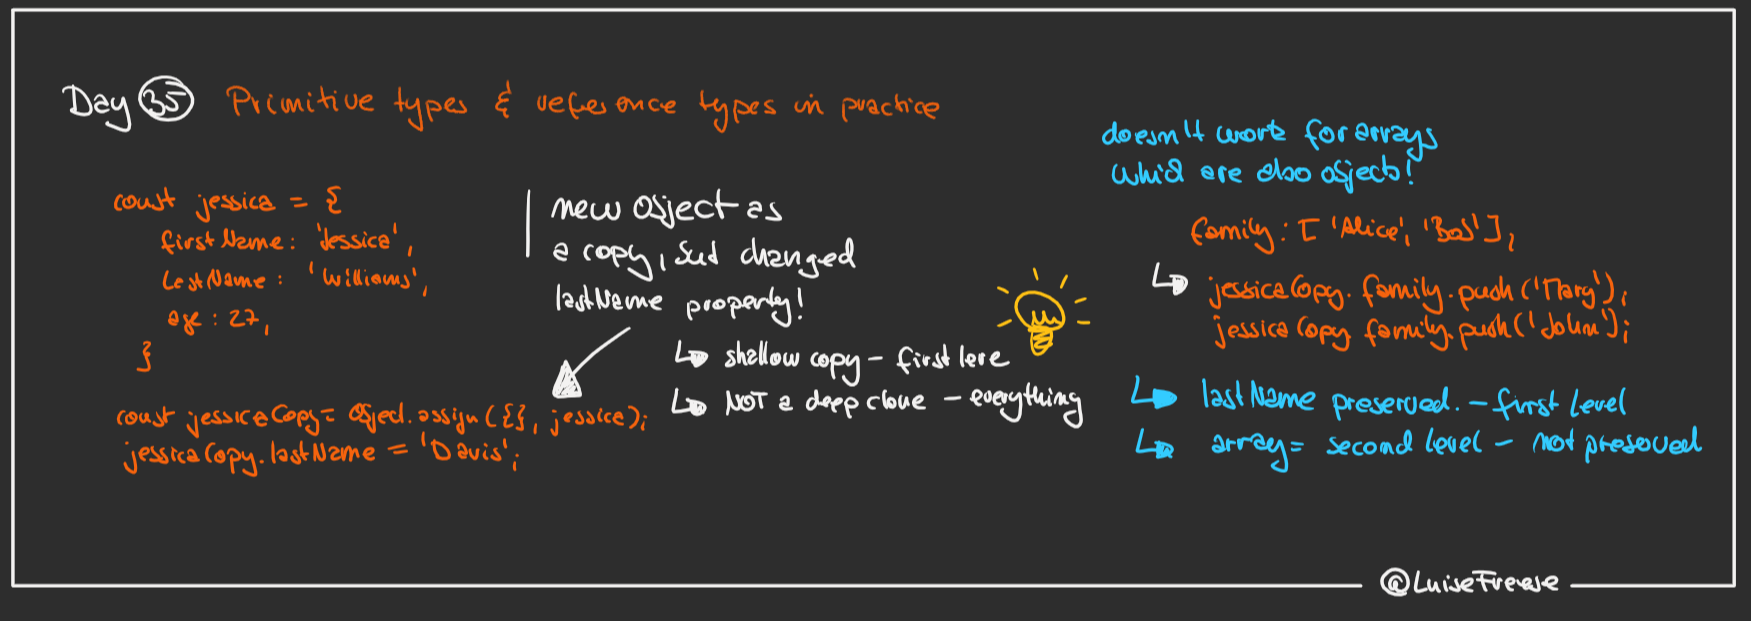 Day 35 Primitive types & reference types in practice
const jessica = {
firstName: 'Jessica',
lastName: 'Williams',
age: 27,
}
const jessicaCopy = Object.assign({}, jessica);
jessicaCopy.lastName = 'Davis';
new object as
a copy, but changed
lastName property!
↳ shallow copy - first leve
↳ NOT a deep clone - everything
doesn't work for arrays
which are also objects!
family: ['Alice', 'Bob'],
↳ jessicaCopy.family.push('Mary');
jessicaCopy.family.push('John');
↳ lastName preserved. - first level
↳ array = second level - not preserved
@LuiseFreese